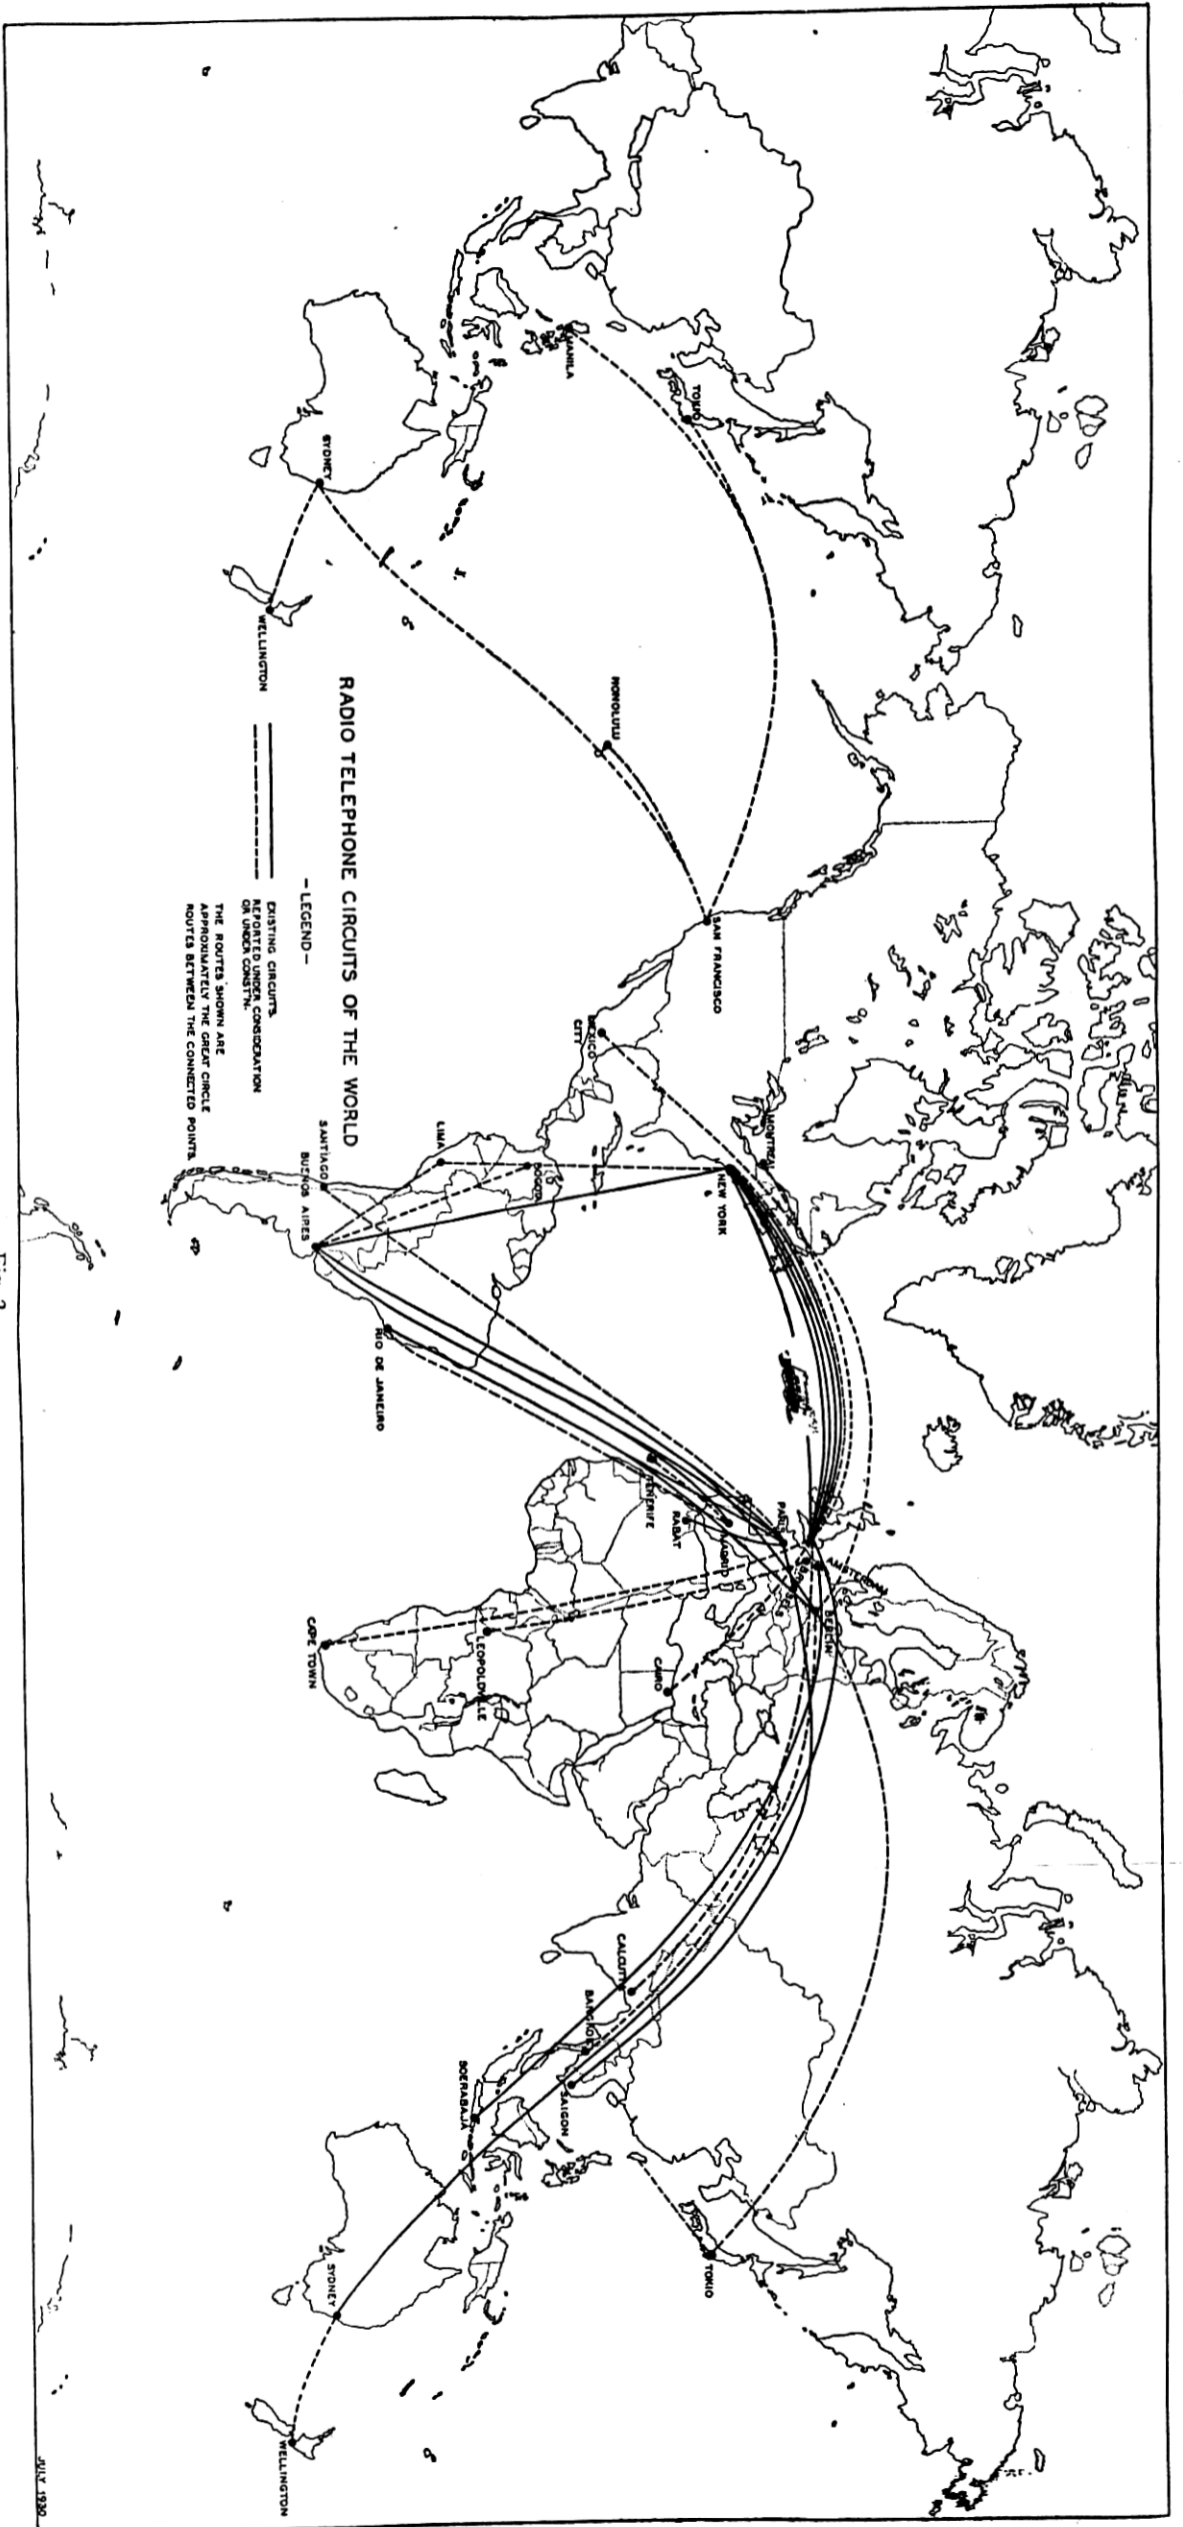 RADIO TELEPHONE CIRCUITS OF THE WORLD
– LEGEND –
EXISTING CIRCUITS
REPORTED UNDER CONSIDERATION
OR UNDER CONST'N.
THE ROUTES SHOWN ARE
APPROXIMATELY THE GREAT CIRCLE
ROUTES BETWEEN THE CONNECTED POINTS.
MANILA
TOKIO
SYDNEY
WELLINGTON
HONOLULU
SAN FRANCISCO
MEXICO
CITY
MONTREAL
NEW YORK
BOGOTA
LIMA
SANTIAGO
BUENOS AIRES
RIO DE JANEIRO
TENERIFE
RABAT
MADRID
PARIS
AMSTERDAM
BERLIN
CAIRO
LEOPOLDVILLE
CAPE TOWN
CALCUTTA
BANGKOK
SAIGON
SOERABAJA
TOKIO
SYDNEY
WELLINGTON
JULY 1930